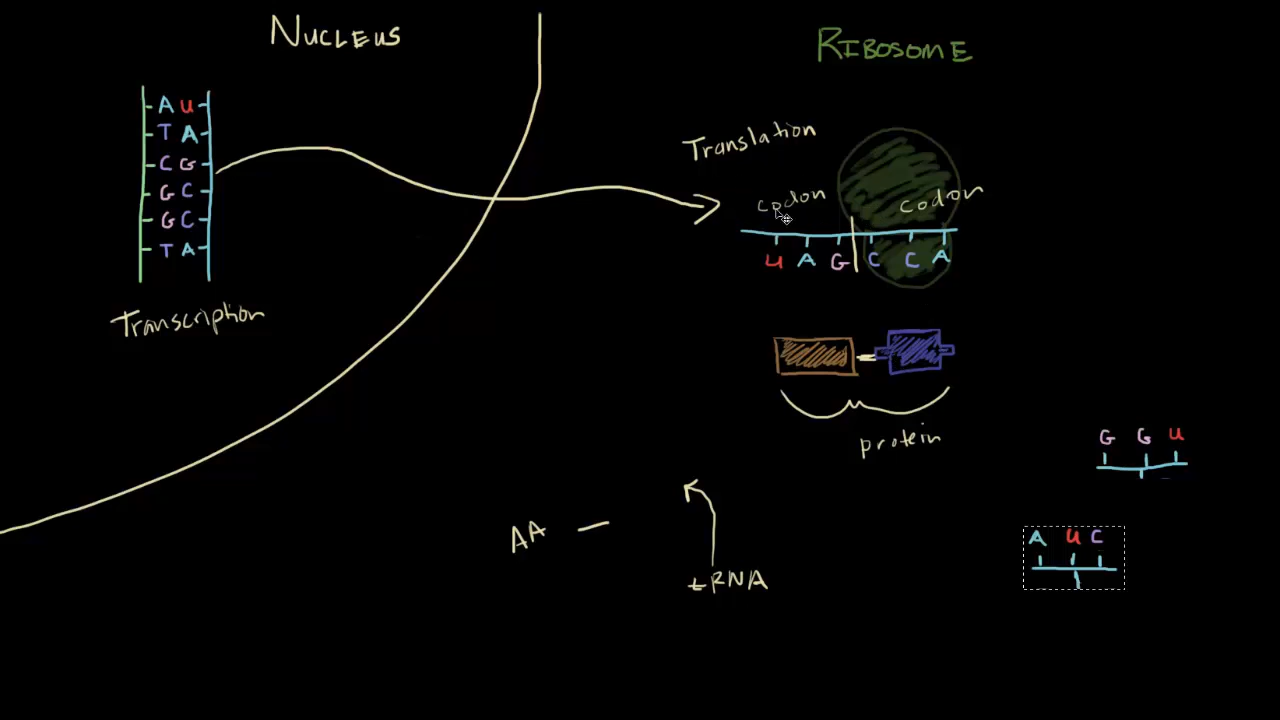 NUCLEUS
RIBOSOME
A U
T A
C G
G C
G C
T A
Transcription
Translation
codon codon
U A G C C A
protein
G G U
AA —
A U C
tRNA